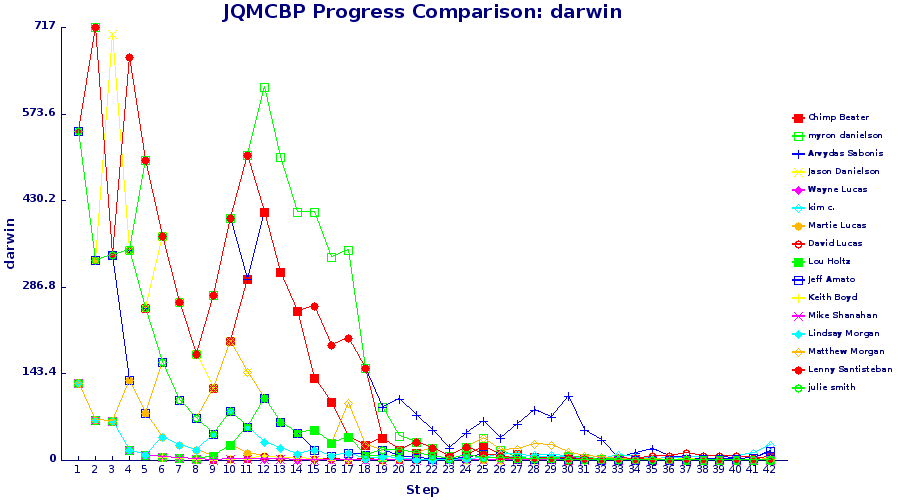 JQMCBP Progress Comparison: darwin
717
573.6
430.2
286.8
143.4
0
darwin
1 2 3 4 5 6 7 8 9 10 11 12 13 14 15 16 17 18 19 20 21 22 23 24 25 26 27 28 29 30 31 32 33 34 35 36 37 38 39 40 41 42
Step
Chimp Beater
myron danielson
Arvydas Sabonis
Jason Danielson
Wayne Lucas
kim c.
Martie Lucas
David Lucas
Lou Holtz
Jeff Amato
Keith Boyd
Mike Shanahan
Lindsay Morgan
Matthew Morgan
Lenny Santisteban
julie smith